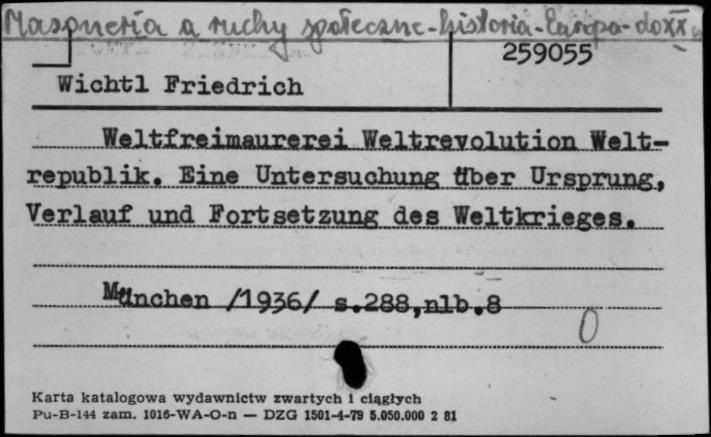 Masoneria a ruchy społeczne-historia-Europa-do XX w
259055
Wichtl Friedrich
Weltfreimaurerei Weltrevolution Welt-
republik. Eine Untersuchung über Ursprung,
Verlauf und Fortsetzung des Weltkrieges.
München /1936/ s.288,nlb.8
0
Karta katalogowa wydawnictw zwartych i ciągłych
Pu-B-144 zam. 1016-WA-O-n — DZG 1501-4-79 5.050.000 2 81